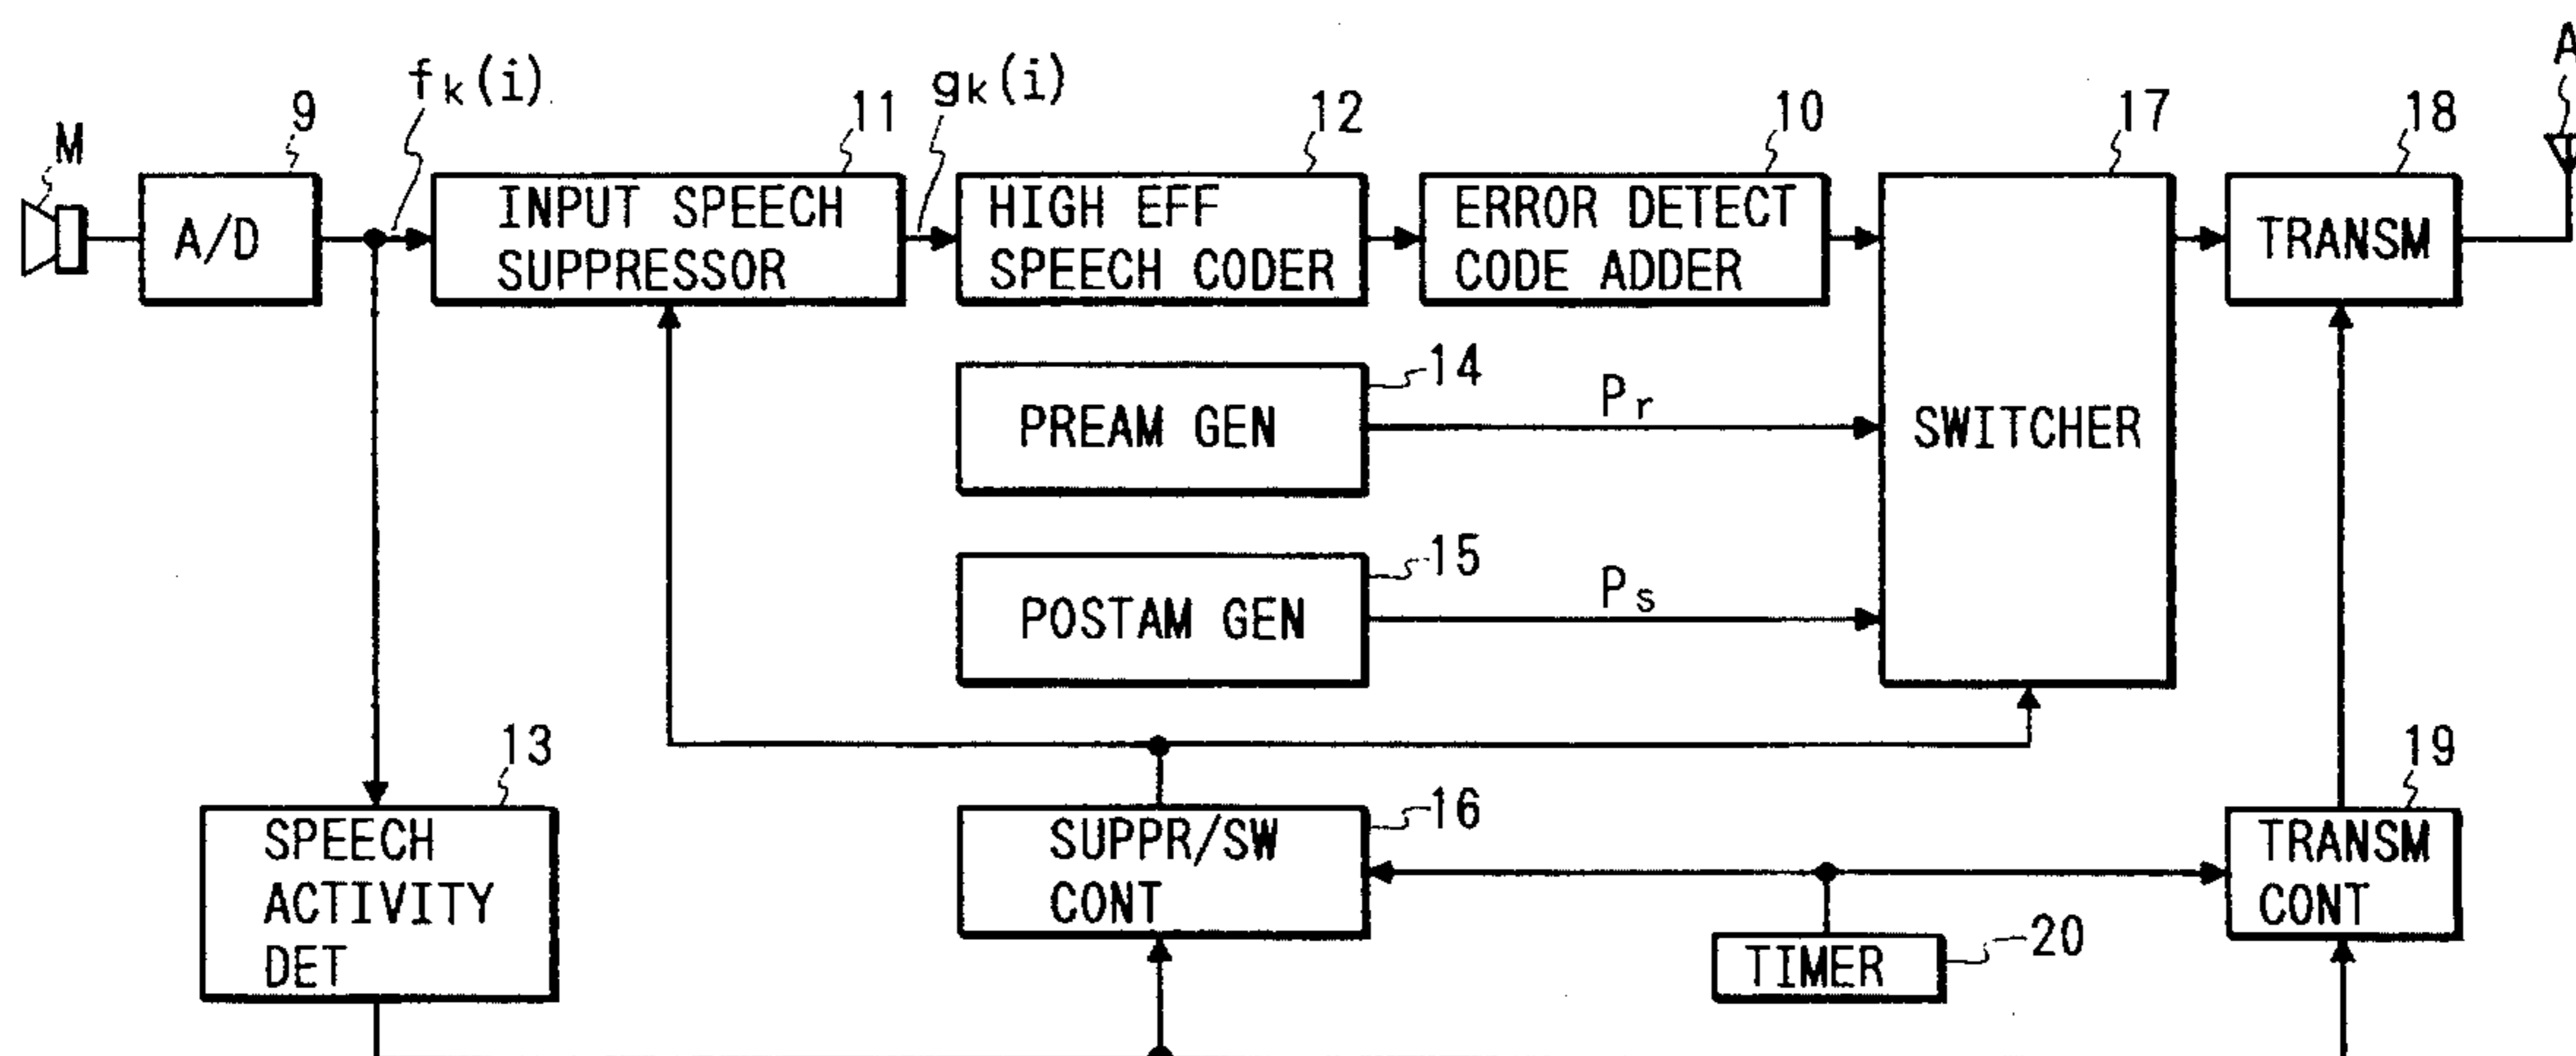 fk(i)
gk(i)
A
M
9
11
12
10
17
18
A/D
INPUT SPEECH
SUPPRESSOR
HIGH EFF
SPEECH CODER
ERROR DETECT
CODE ADDER
TRANSM
14
PREAM GEN
Pr
SWITCHER
15
POSTAM GEN
Ps
13
SPEECH
ACTIVITY
DET
16
SUPPR/SW
CONT
19
TRANSM
CONT
20
TIMER